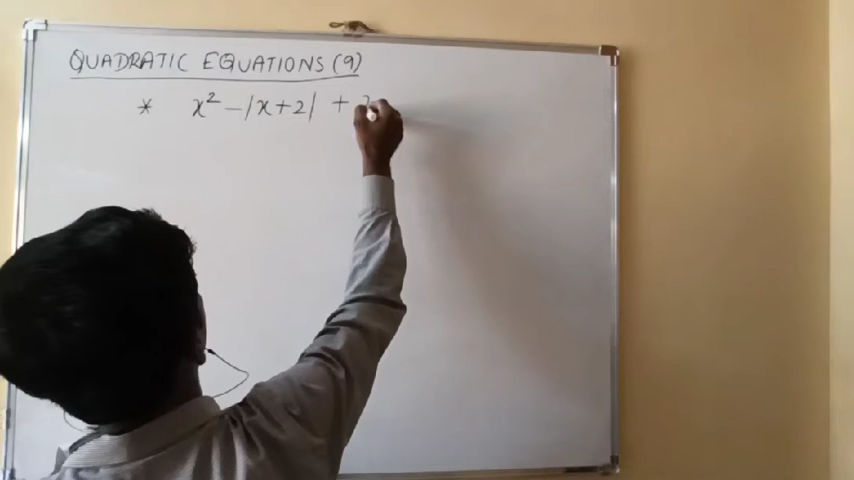 QUADRATIC EQUATIONS (9)
* x² - |x+2| +